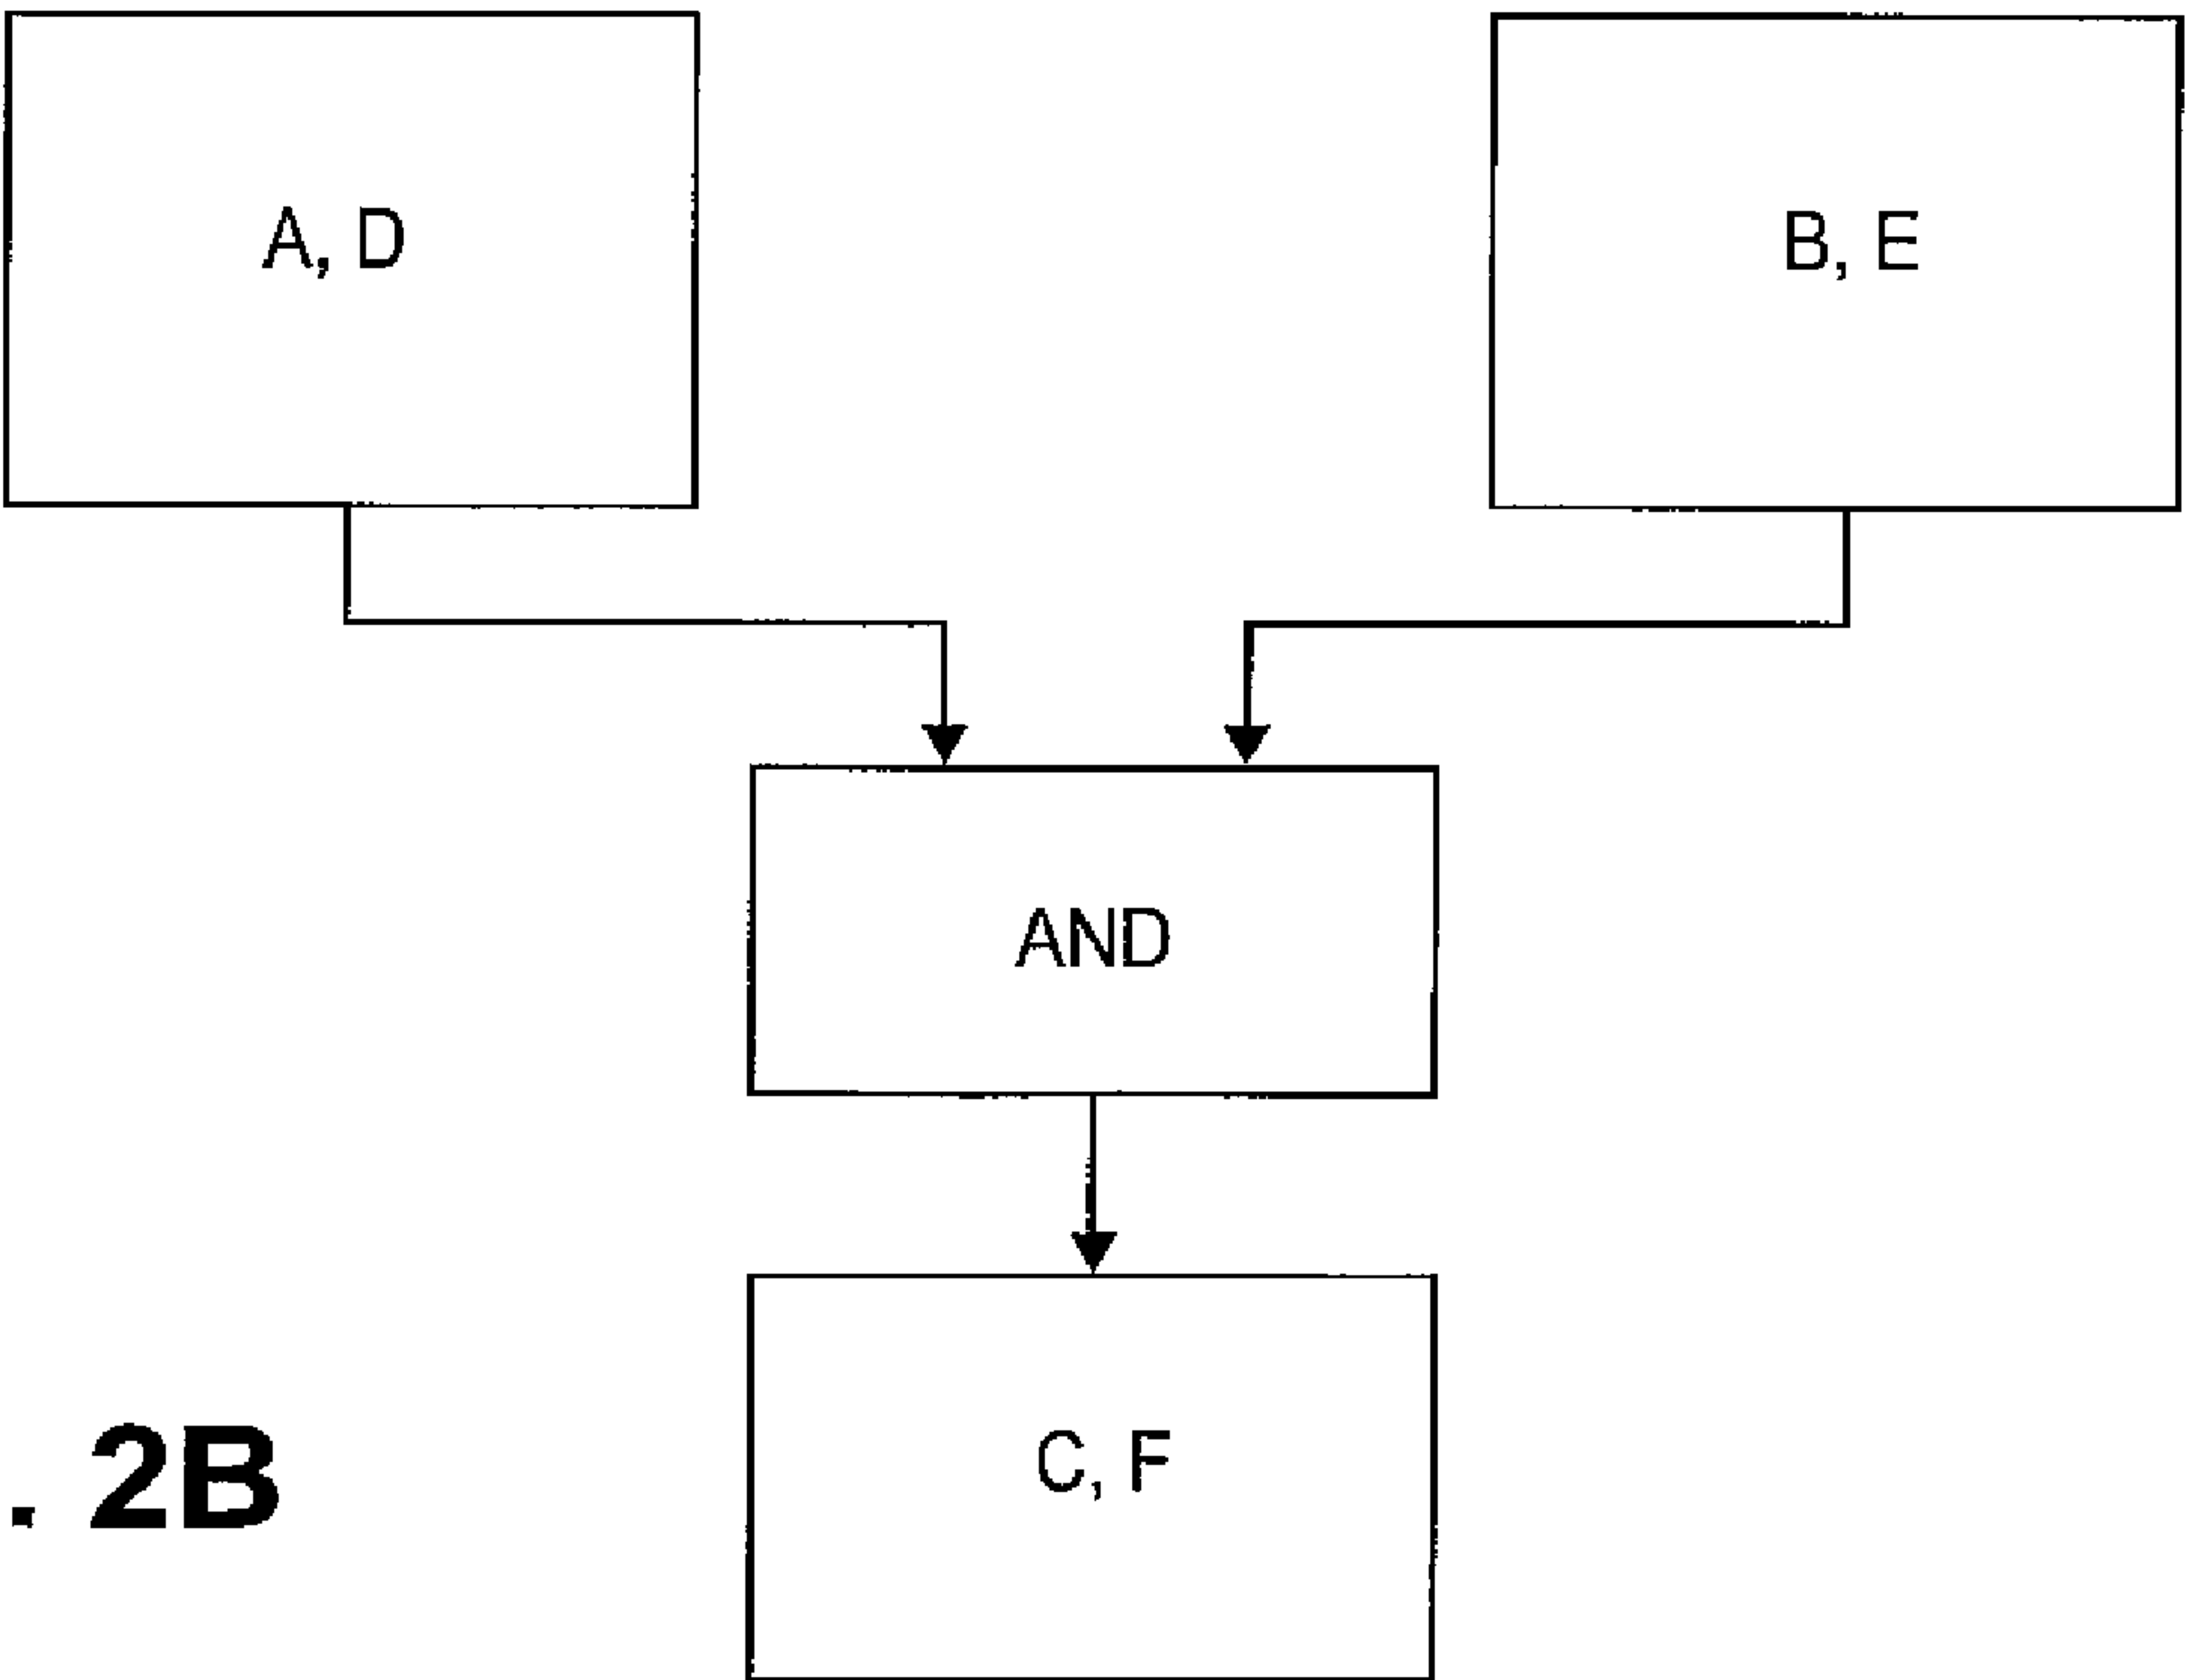 A, D
B, E
AND
C, F
. 2B